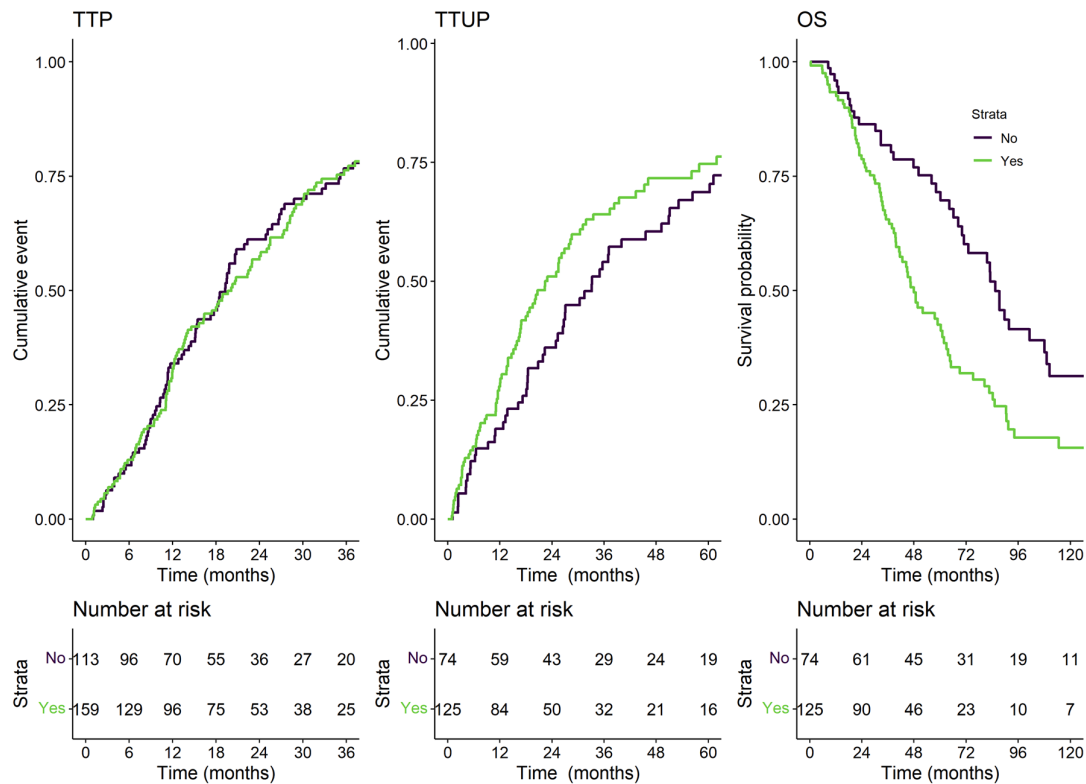 TTP
1.00
0.75
0.50
0.25
0.00
Cumulative event
0 6 12 18 24 30 36
Time (months)
TTUP
1.00
0.75
0.50
0.25
0.00
Cumulative event
0 12 24 36 48 60
Time (months)
OS
1.00
0.75
0.50
0.25
0.00
Survival probability
Strata
No
Yes
0 24 48 72 96 120
Time (months)
Number at risk
Strata
No 113 96 70 55 36 27 20
Yes 159 129 96 75 53 38 25
0 6 12 18 24 30 36
Time (months)
Number at risk
Strata
No 74 59 43 29 24 19
Yes 125 84 50 32 21 16
0 12 24 36 48 60
Time (months)
Number at risk
Strata
No 74 61 45 31 19 11
Yes 125 90 46 23 10 7
0 24 48 72 96 120
Time (months)